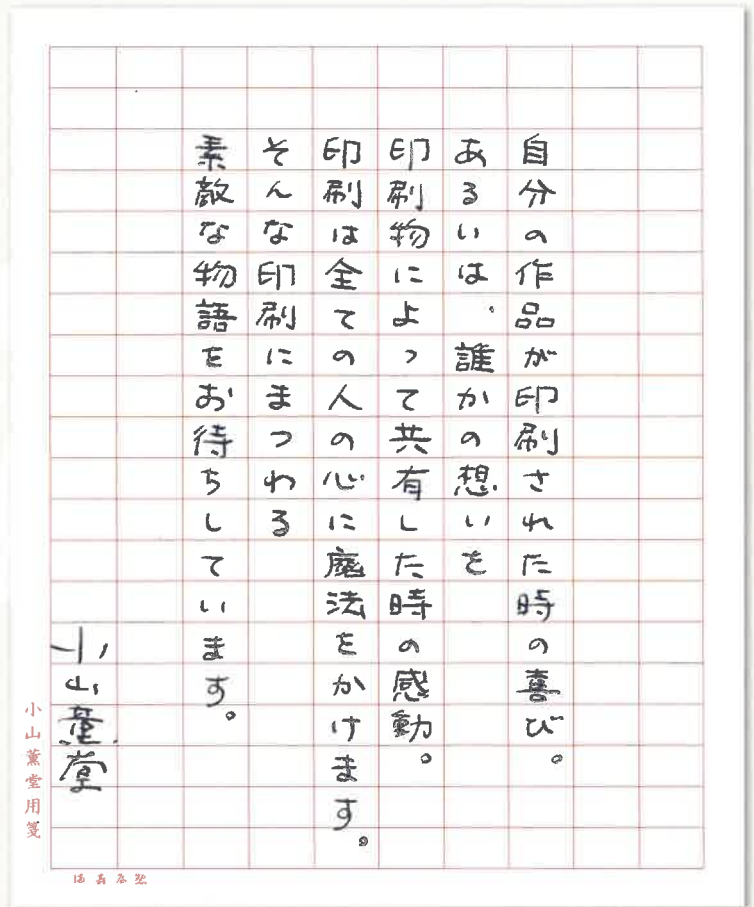 自分の作品が印刷された時の喜び。
あるいは、誰かの想いを
印刷物によって共有した時の感動。
印刷は全ての人の心に魔法をかけます。
そんな印刷にまつわる
素敵な物語をお待ちしています。
小山薫堂
小山薫堂用箋